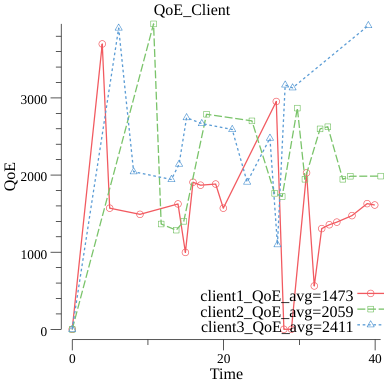 QoE_Client
QoE
3000
2000
1000
0
client1_QoE_avg=1473
client2_QoE_avg=2059
client3_QoE_avg=2411
0 20 40
Time